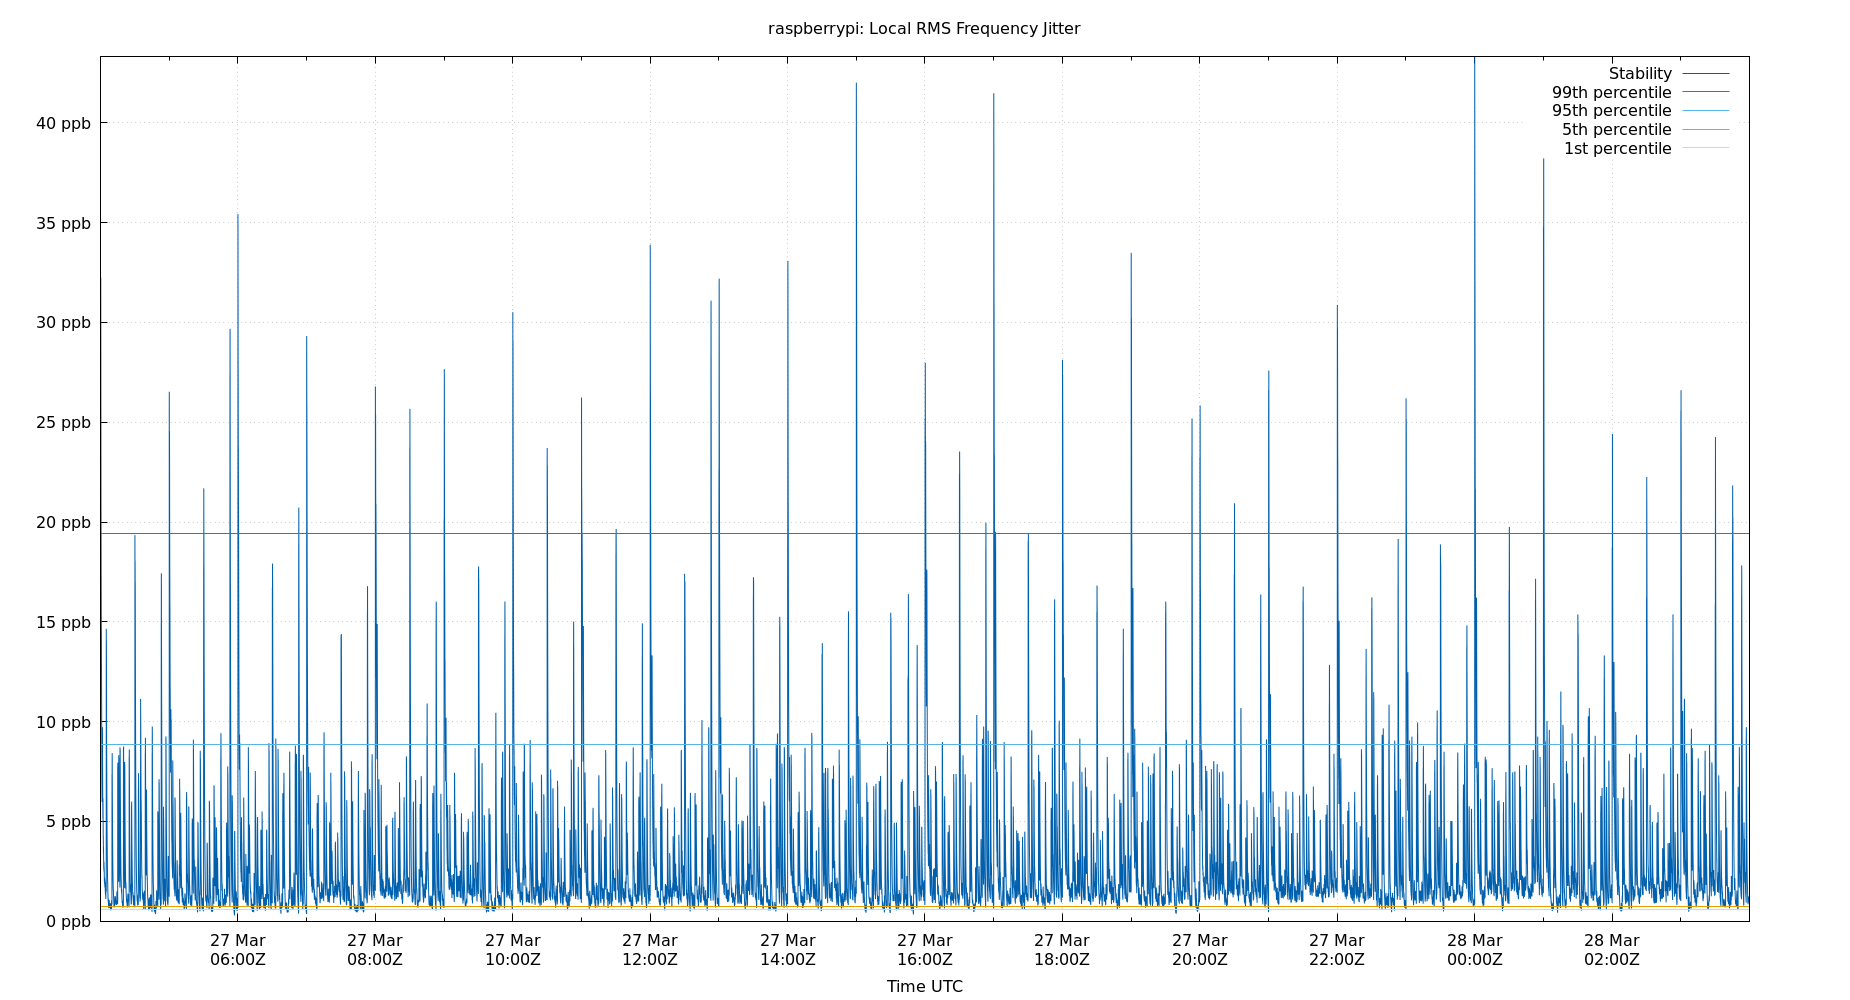 raspberrypi: Local RMS Frequency Jitter
Stability
99th percentile
95th percentile
5th percentile
1st percentile
40 ppb
35 ppb
30 ppb
25 ppb
20 ppb
15 ppb
10 ppb
5 ppb
0 ppb
27 Mar 27 Mar 27 Mar 27 Mar 27 Mar 27 Mar 27 Mar 27 Mar 27 Mar 28 Mar 28 Mar
06:00Z 08:00Z 10:00Z 12:00Z 14:00Z 16:00Z 18:00Z 20:00Z 22:00Z 00:00Z 02:00Z
Time UTC